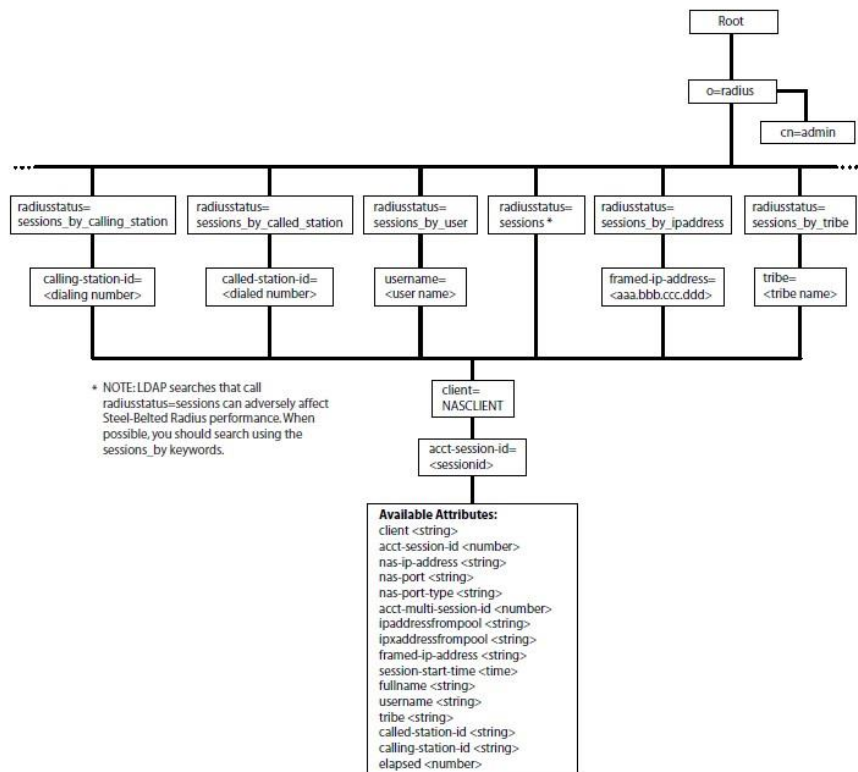 Root
o=radius
cn=admin
radiusstatus=
sessions_by_calling_station
radiusstatus=
sessions_by_called_station
radiusstatus=
sessions_by_user
radiusstatus=
sessions *
radiusstatus=
sessions_by_ipaddress
radiusstatus=
sessions_by_tribe
calling-station-id=
<dialing number>
called-station-id=
<dialed number>
username=
<user name>
framed-ip-address=
<aaa.bbb.ccc.ddd>
tribe=
<tribe name>
* NOTE: LDAP searches that call
radiusstatus=sessions can adversely affect
Steel-Belted Radius performance. When
possible, you should search using the
sessions_by keywords.
client=
NASCLIENT
acct-session-id=
<sessionid>
Available Attributes:
client <string>
acct-session-id <number>
nas-ip-address <string>
nas-port <string>
nas-port-type <string>
acct-multi-session-id <number>
ipaddressfrompool <string>
ipxaddressfrompool <string>
framed-ip-address <string>
session-start-time <time>
fullname <string>
username <string>
tribe <string>
called-station-id <string>
calling-station-id <string>
elapsed <number>